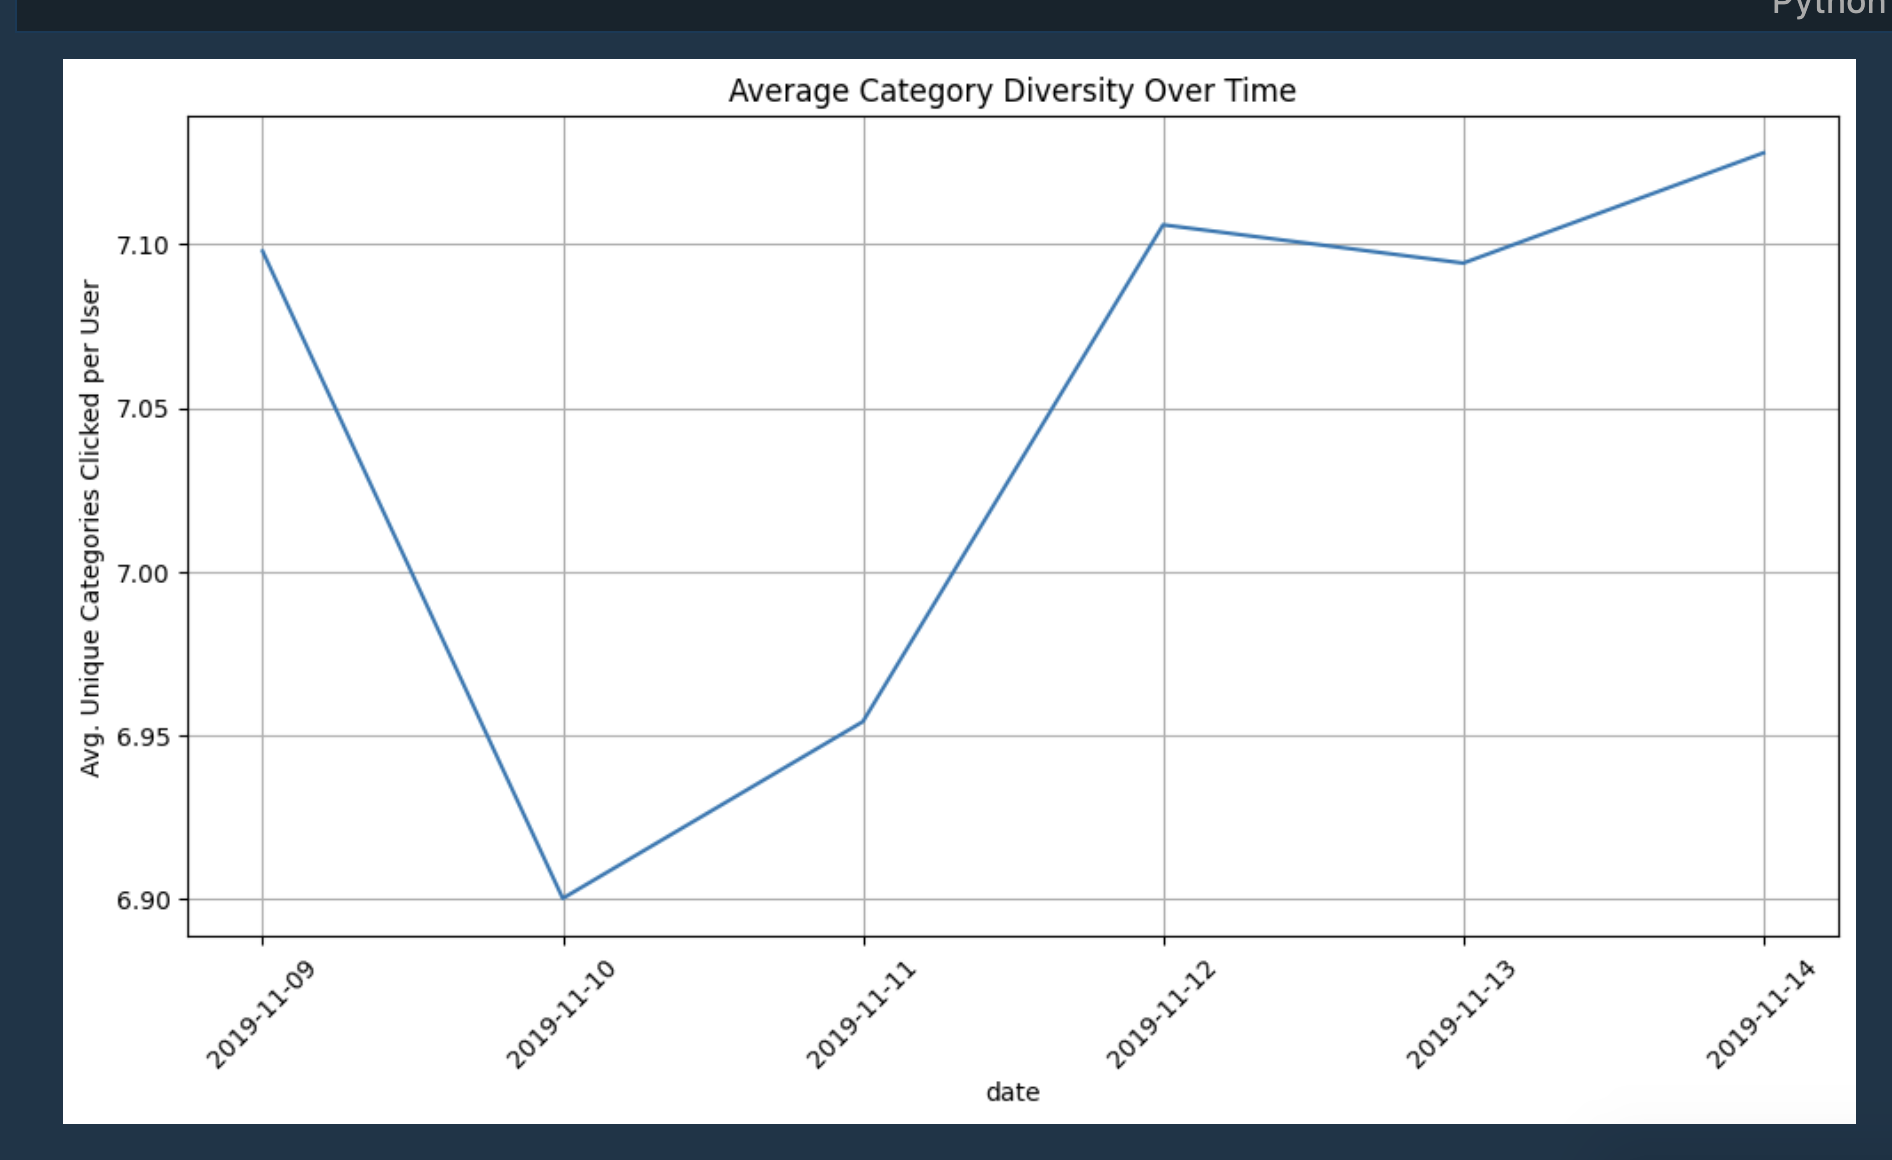 Python
Average Category Diversity Over Time
Avg. Unique Categories Clicked per User
7.10
7.05
7.00
6.95
6.90
2019-11-09
2019-11-10
2019-11-11
2019-11-12
2019-11-13
2019-11-14
date